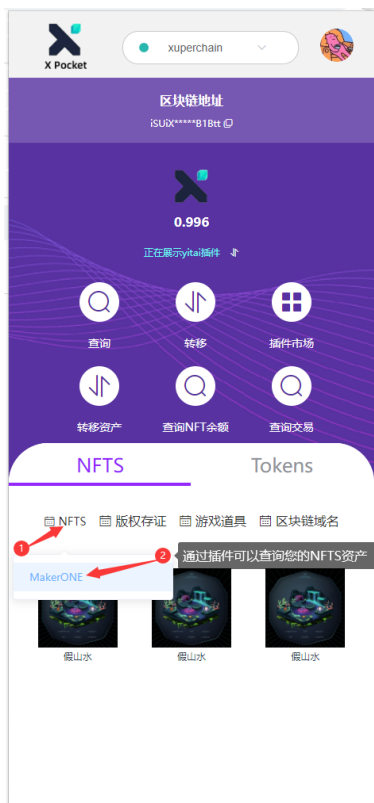 X Pocket
xuperchain
区块链地址
iSUiX*****B1Btt
0.996
正在展示yitai插件
查询 转移 插件市场
转移资产 查询NFT余额 查询交易
NFTS Tokens
NFTS 版权存证 游戏道具 区块链域名
1
2 通过插件可以查询您的NFTS资产
MakerONE
假山水 假山水 假山水